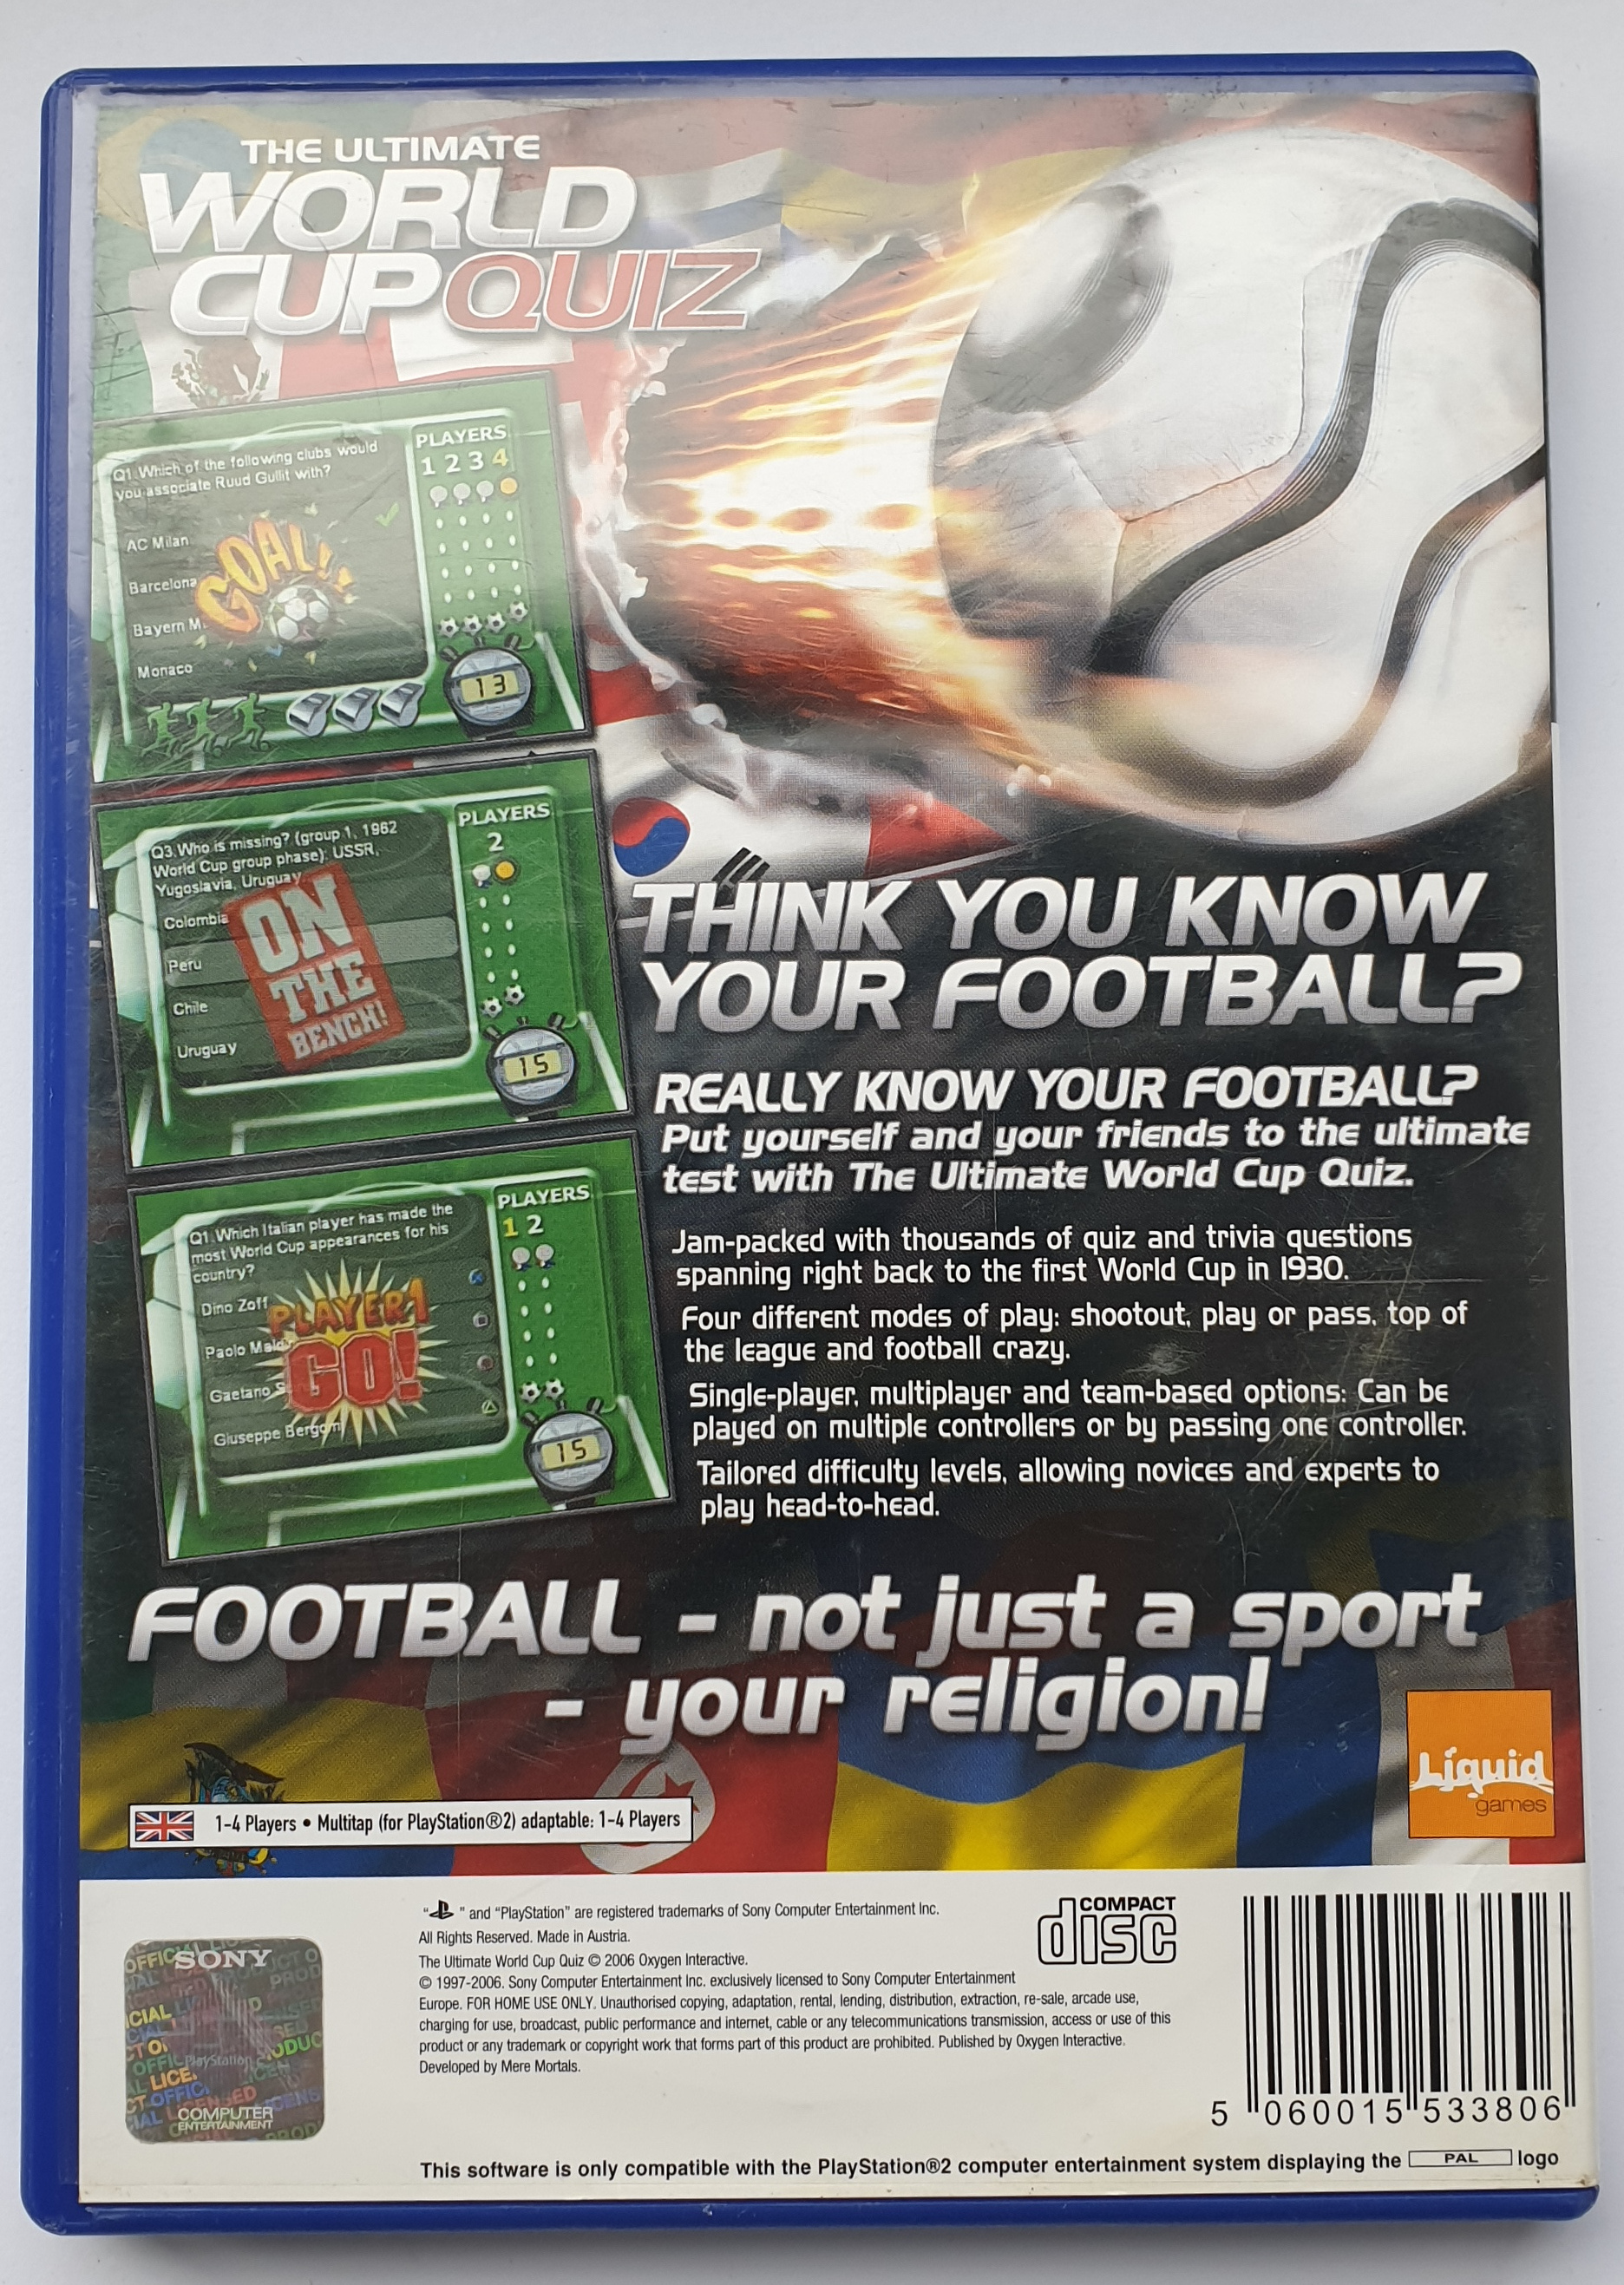 THE ULTIMATE
WORLD
CUP QUIZ
Q1.Which of the following clubs would
you associate Ruud Gullit with?
AC Milan
Barcelona
Bayern M
Monaco
GOAL!!
PLAYERS
1 2 3 4
13
Q3.Who is missing? (group 1, 1962
World Cup group phase): USSR,
Yugoslavia, Uruguay
Colombia
Peru
Chile
Uruguay
ON
THE
BENCH!
PLAYERS
2
15
Q1.Which Italian player has made the
most World Cup appearances for his
country?
Dino Zoff
Paolo Mald
Gaetano S
Giuseppe Bergomi
PLAYER 1
GO!
PLAYERS
1 2
15
THINK YOU KNOW
YOUR FOOTBALL?
REALLY KNOW YOUR FOOTBALL?
Put yourself and your friends to the ultimate
test with The Ultimate World Cup Quiz.
Jam-packed with thousands of quiz and trivia questions
spanning right back to the first World Cup in 1930.
Four different modes of play: shootout, play or pass, top of
the league and football crazy.
Single-player, multiplayer and team-based options: Can be
played on multiple controllers or by passing one controller.
Tailored difficulty levels, allowing novices and experts to
play head-to-head.
FOOTBALL - not just a sport
- your religion!
Liquid
games
1-4 Players • Multitap (for PlayStation®2) adaptable: 1-4 Players
" " and "PlayStation" are registered trademarks of Sony Computer Entertainment Inc.
All Rights Reserved. Made in Austria.
The Ultimate World Cup Quiz © 2006 Oxygen Interactive.
© 1997-2006. Sony Computer Entertainment Inc. exclusively licensed to Sony Computer Entertainment
Europe. FOR HOME USE ONLY. Unauthorised copying, adaptation, rental, lending, distribution, extraction, re-sale, arcade use,
charging for use, broadcast, public performance and internet, cable or any telecommunications transmission, access or use of this
product or any trademark or copyright work that forms part of this product are prohibited. Published by Oxygen Interactive.
Developed by Mere Mortals.
COMPACT
disc
SONY
PlayStation
COMPUTER
ENTERTAINMENT
5 060015 533806
This software is only compatible with the PlayStation®2 computer entertainment system displaying the PAL logo